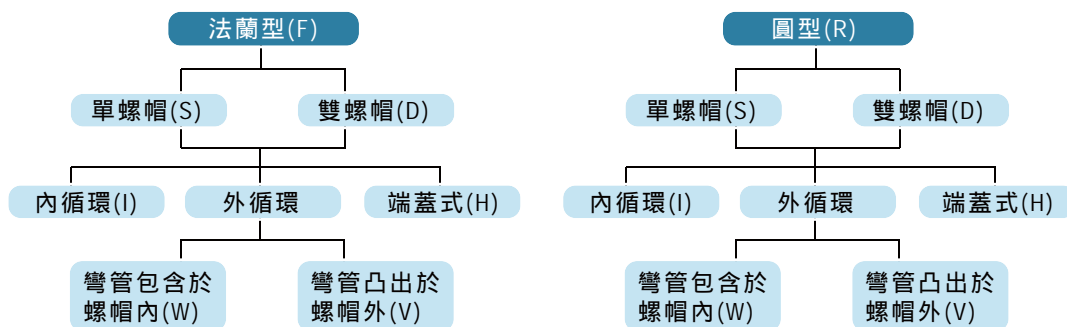 法蘭型(F)
單螺帽(S)
雙螺帽(D)
內循環(I)
外循環
端蓋式(H)
彎管包含於
螺帽內(W)
彎管凸出於
螺帽外(V)
圓型(R)
單螺帽(S)
雙螺帽(D)
內循環(I)
外循環
端蓋式(H)
彎管包含於
螺帽內(W)
彎管凸出於
螺帽外(V)